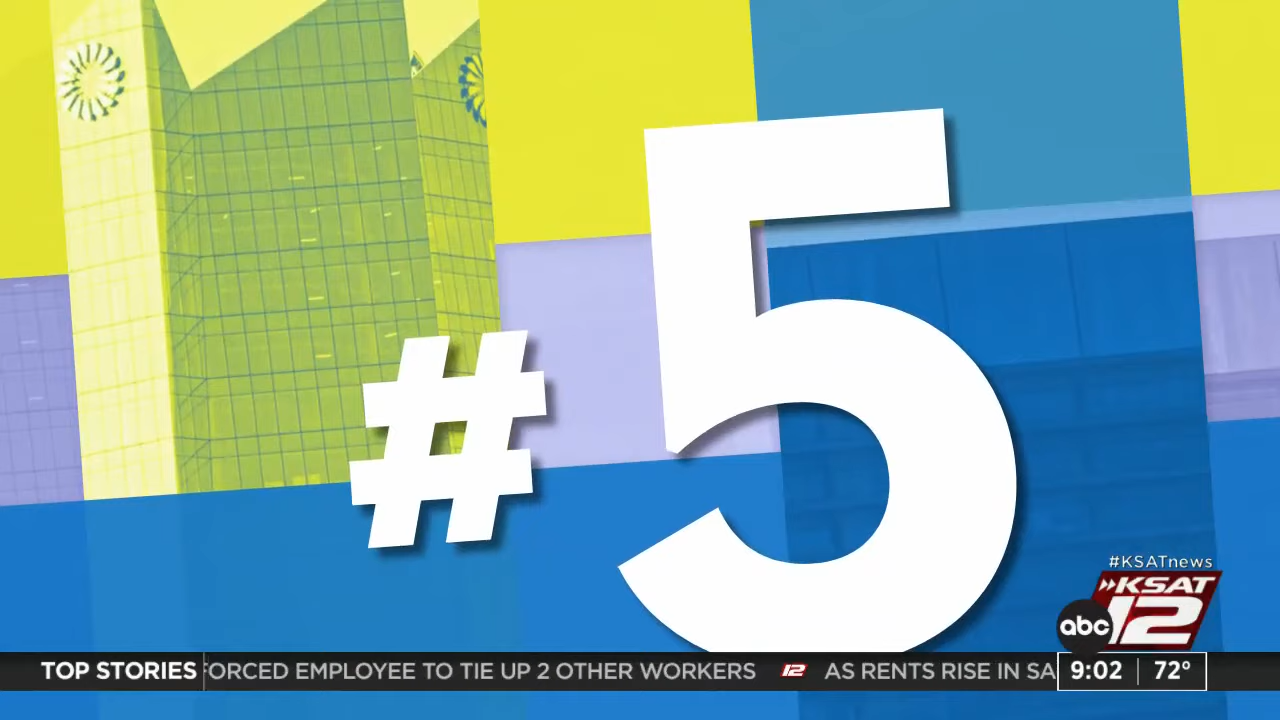 #5
#KSATnews
KSAT
abc 12
TOP STORIES FORCED EMPLOYEE TO TIE UP 2 OTHER WORKERS 12 AS RENTS RISE IN SA 9:02 72°